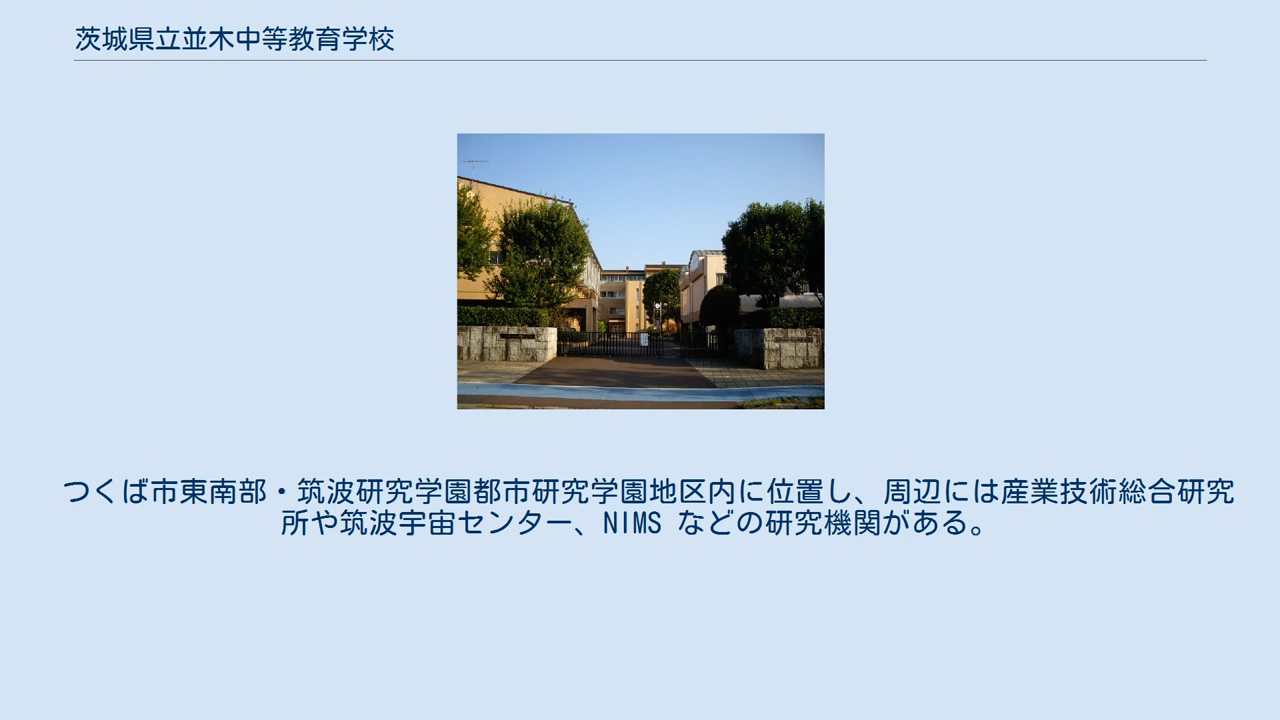 茨城県立並木中等教育学校
つくば市東南部・筑波研究学園都市研究学園地区内に位置し、周辺には産業技術総合研究
所や筑波宇宙センター、NIMS などの研究機関がある。